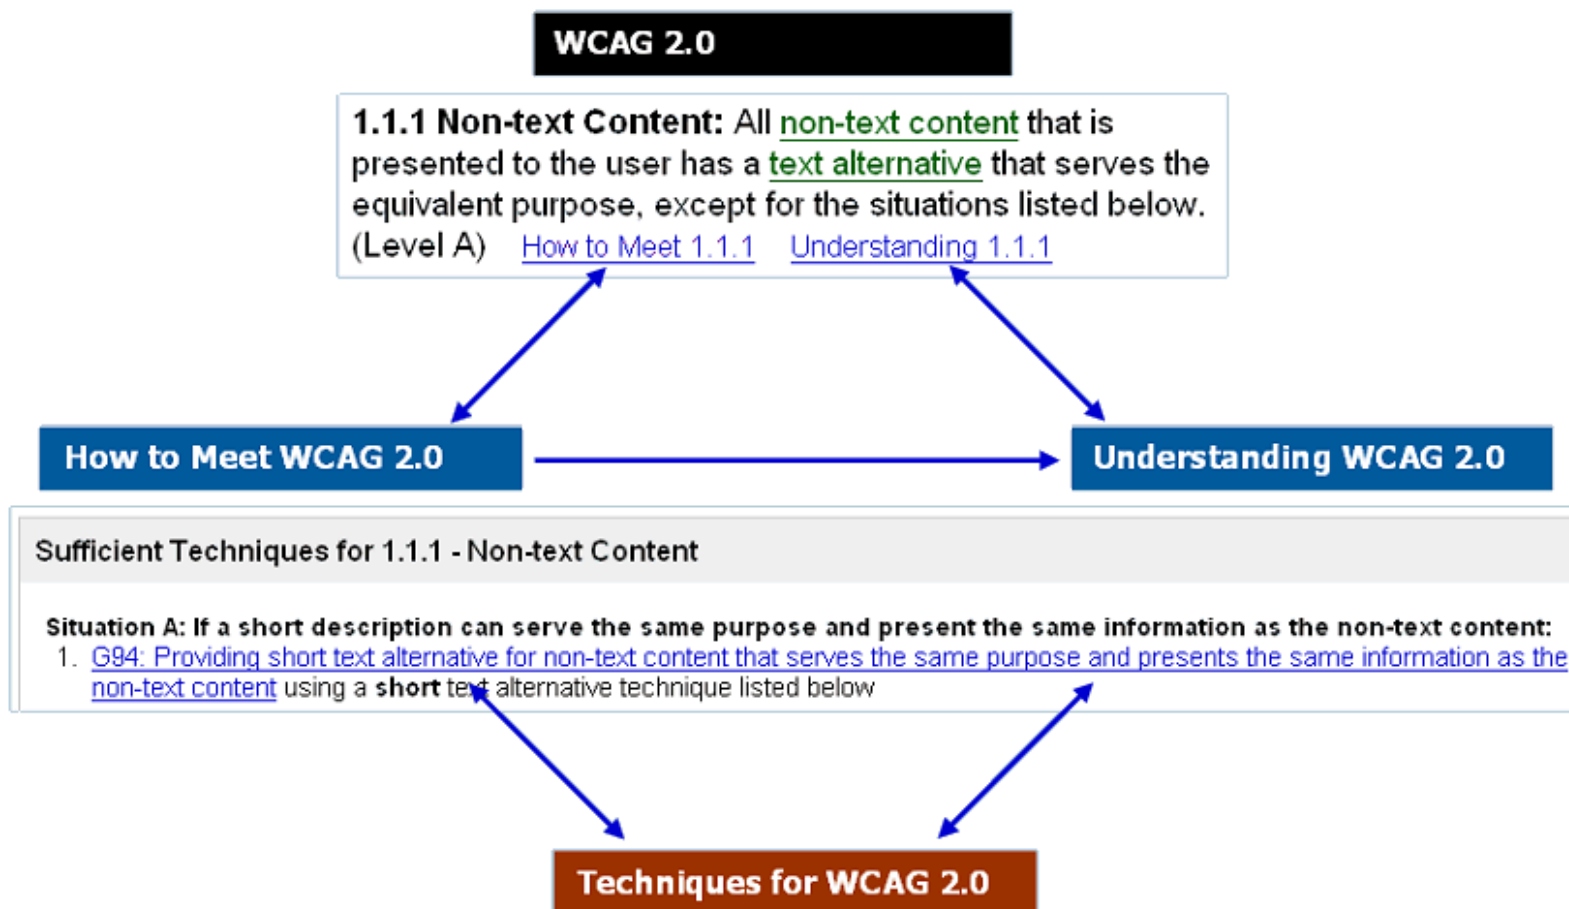 WCAG 2.0
1.1.1 Non-text Content: All non-text content that is
presented to the user has a text alternative that serves the
equivalent purpose, except for the situations listed below.
(Level A) How to Meet 1.1.1 Understanding 1.1.1
How to Meet WCAG 2.0
Understanding WCAG 2.0
Sufficient Techniques for 1.1.1 - Non-text Content
Situation A: If a short description can serve the same purpose and present the same information as the non-text content:
1. G94: Providing short text alternative for non-text content that serves the same purpose and presents the same information as the
non-text content using a short text alternative technique listed below
Techniques for WCAG 2.0